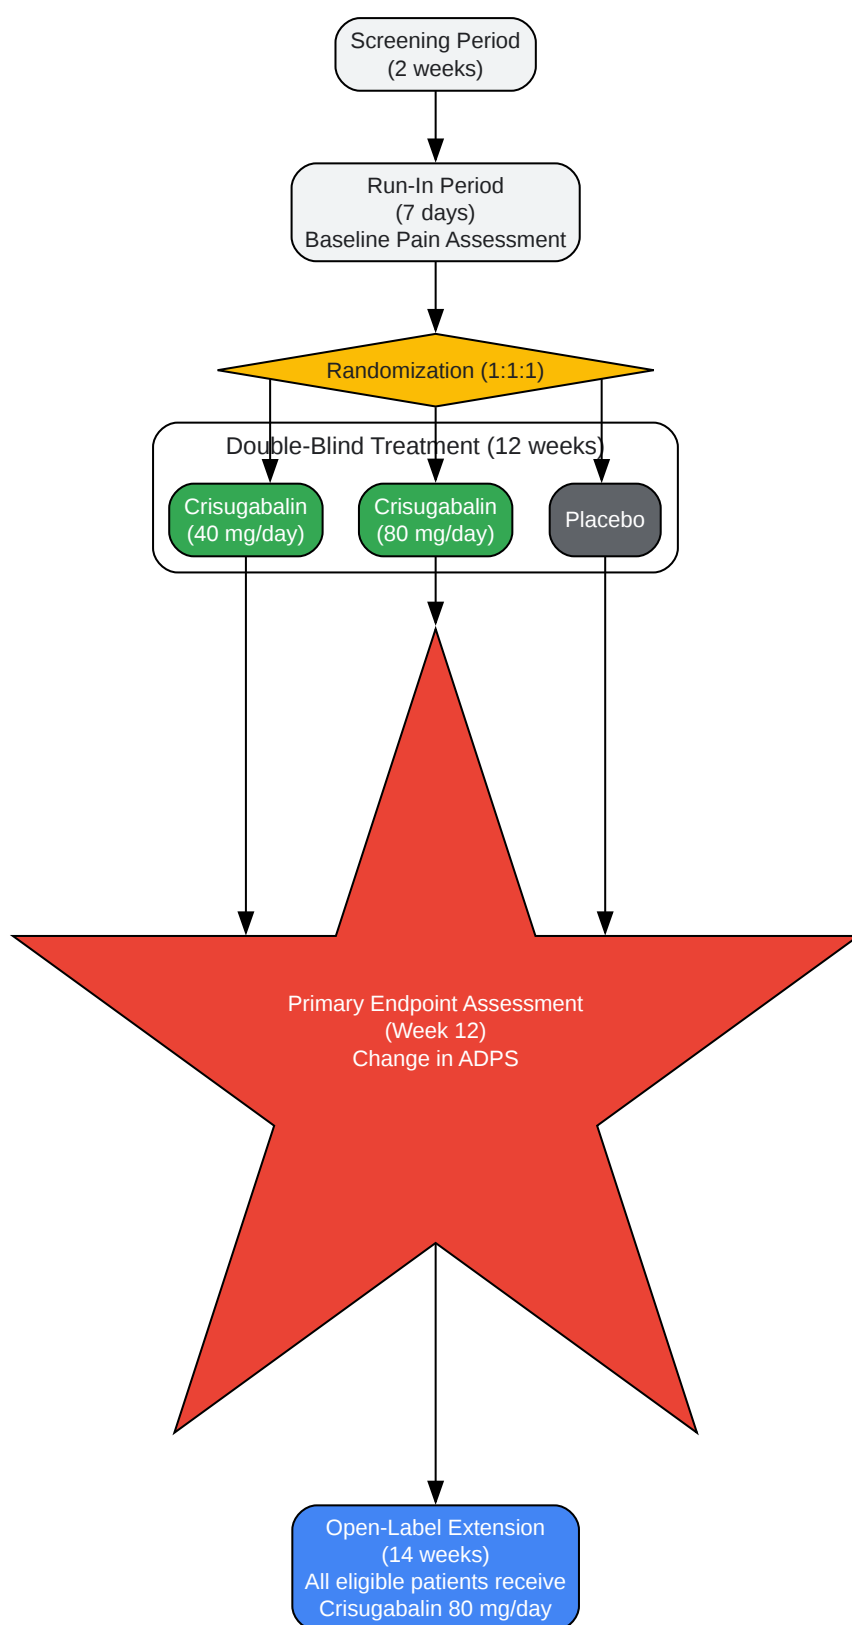 Screening Period
(2 weeks)
Run-In Period
(7 days)
Baseline Pain Assessment
Randomization (1:1:1)
Double-Blind Treatment (12 weeks)
Crisugabalin
(40 mg/day)
Crisugabalin
(80 mg/day)
Placebo
Primary Endpoint Assessment
(Week 12)
Change in ADPS
Open-Label Extension
(14 weeks)
All eligible patients receive
Crisugabalin 80 mg/day